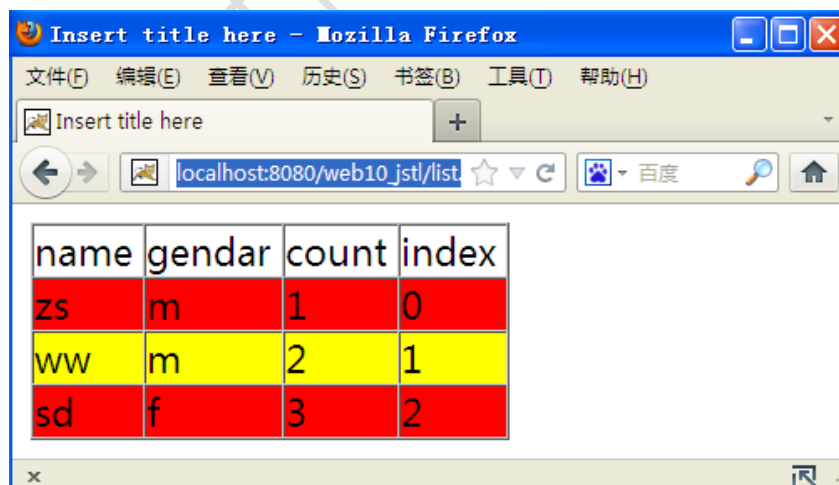 Insert title here - Mozilla Firefox
文件(F) 编辑(E) 查看(V) 历史(S) 书签(B) 工具(T) 帮助(H)
Insert title here +
localhost:8080/web10_jstl/list. 百度
name gendar count index
zs m 1 0
ww m 2 1
sd f 3 2